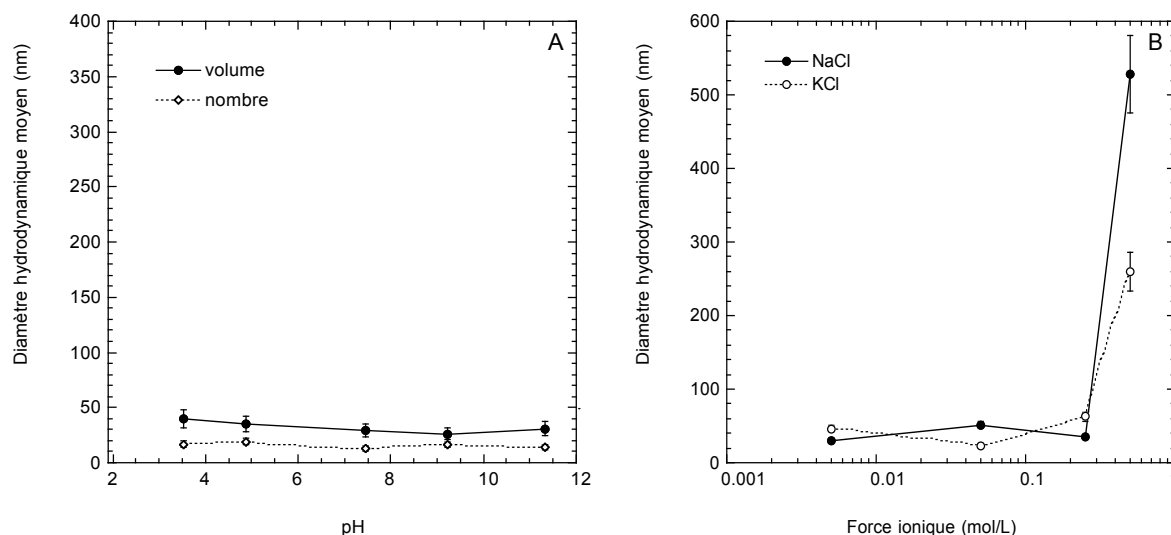 A
Diamètre hydrodynamique moyen (nm)
400
350
300
250
200
150
100
50
0
volume
nombre
2 4 6 8 10 12
pH
B
Diamètre hydrodynamique moyen (nm)
600
500
400
300
200
100
0
NaCl
KCl
0.001 0.01 0.1
Force ionique (mol/L)